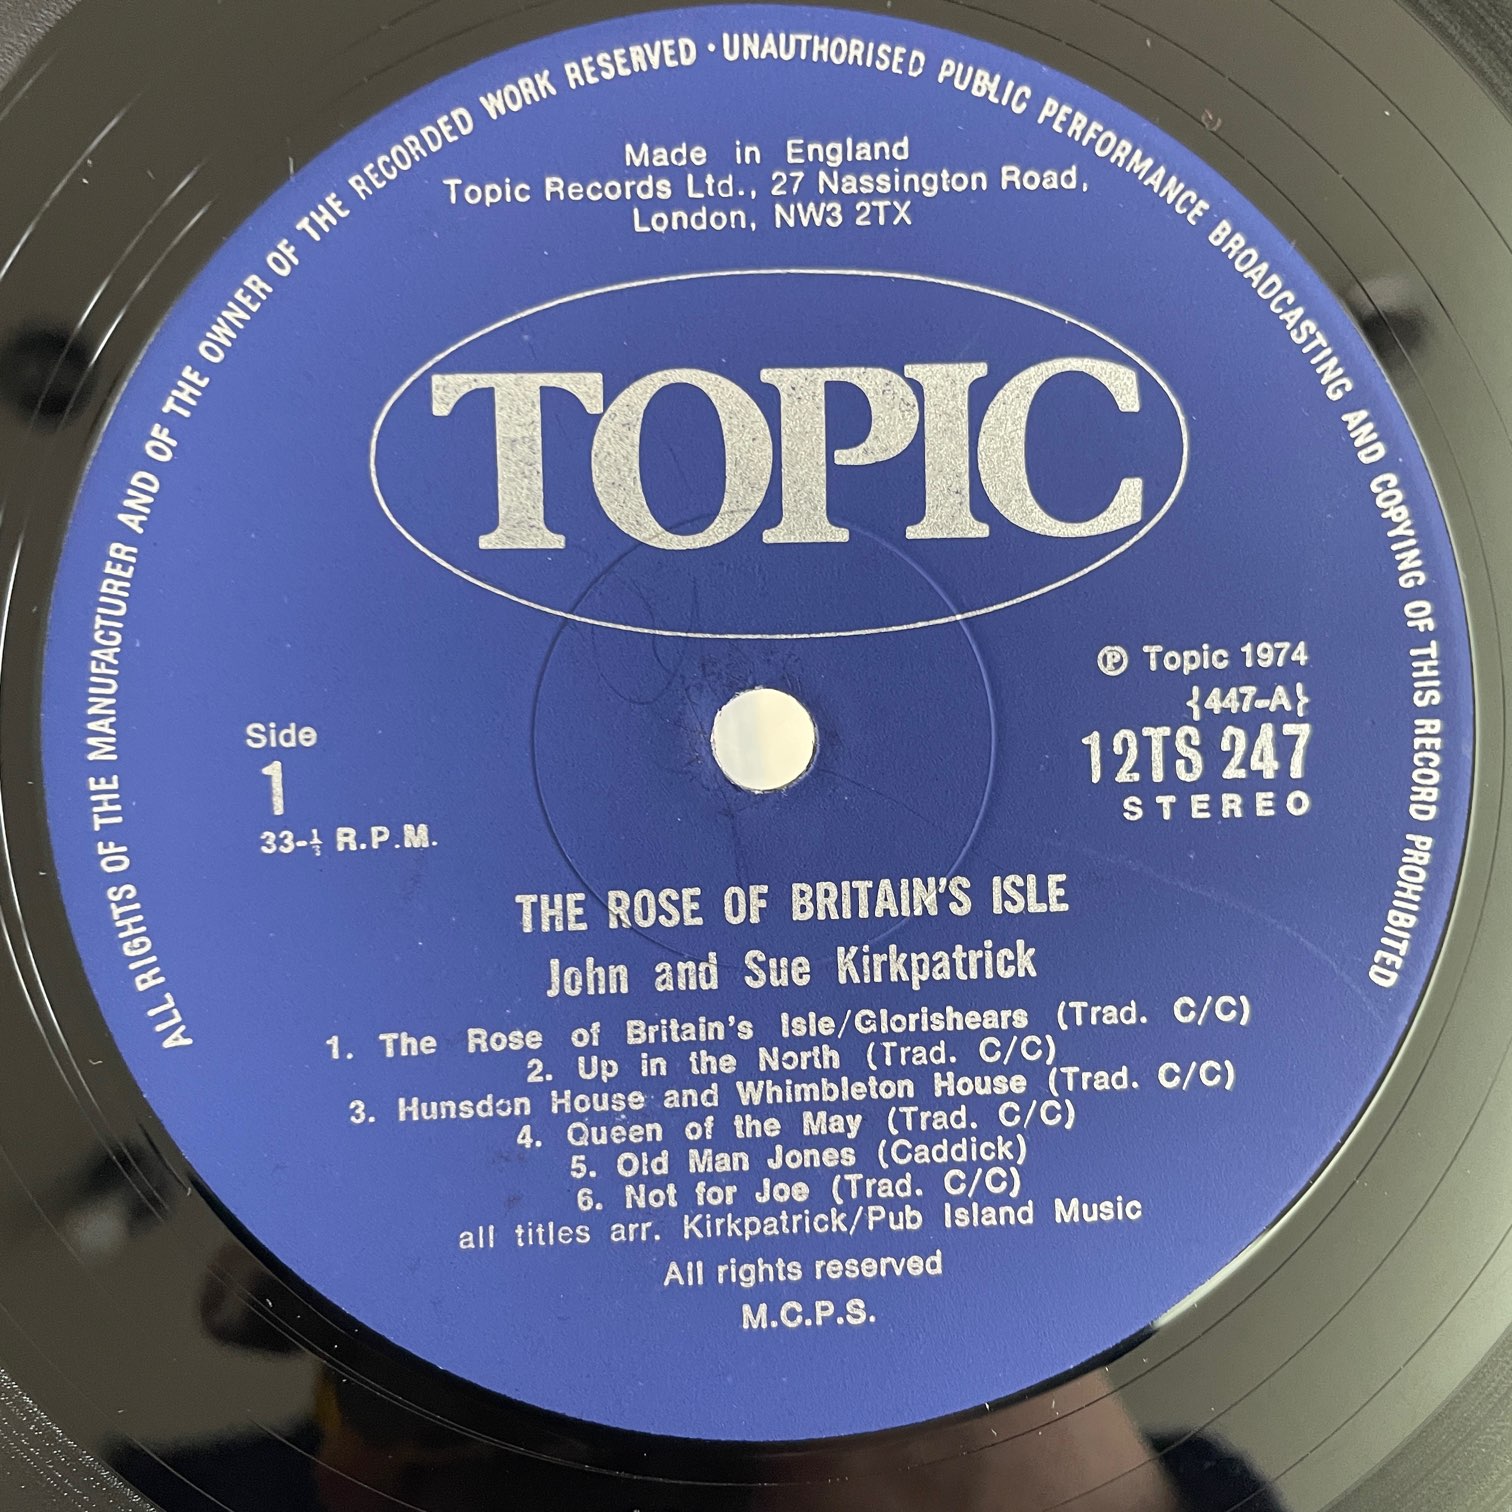 ALL RIGHTS OF THE MANUFACTURER AND OF THE OWNER OF THE RECORDED WORK RESERVED · UNAUTHORISED PUBLIC PERFORMANCE BROADCASTING AND COPYING OF THIS RECORD PROHIBITED
Made in England
Topic Records Ltd., 27 Nassington Road,
London, NW3 2TX
TOPIC
℗ Topic 1974
{447-A}
12TS 247
STEREO
Side
1
33-⅓ R.P.M.
THE ROSE OF BRITAIN'S ISLE
John and Sue Kirkpatrick
1. The Rose of Britain's Isle/Glorishears (Trad. C/C)
2. Up in the North (Trad. C/C)
3. Hunsdon House and Whimbleton House (Trad. C/C)
4. Queen of the May (Trad. C/C)
5. Old Man Jones (Caddick)
6. Not for Joe (Trad. C/C)
all titles arr. Kirkpatrick/Pub Island Music
All rights reserved
M.C.P.S.